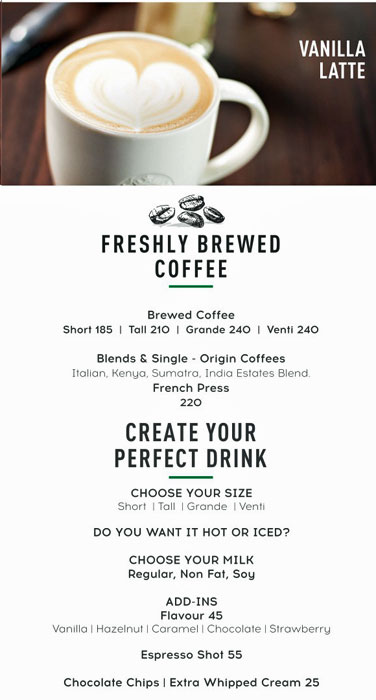 VANILLA
LATTE
FRESHLY BREWED
COFFEE
Brewed Coffee
Short 185 | Tall 210 | Grande 240 | Venti 240
Blends & Single - Origin Coffees
Italian, Kenya, Sumatra, India Estates Blend.
French Press
220
CREATE YOUR
PERFECT DRINK
CHOOSE YOUR SIZE
Short | Tall | Grande | Venti
DO YOU WANT IT HOT OR ICED?
CHOOSE YOUR MILK
Regular, Non Fat, Soy
ADD-INS
Flavour 45
Vanilla | Hazelnut | Caramel | Chocolate | Strawberry
Espresso Shot 55
Chocolate Chips | Extra Whipped Cream 25